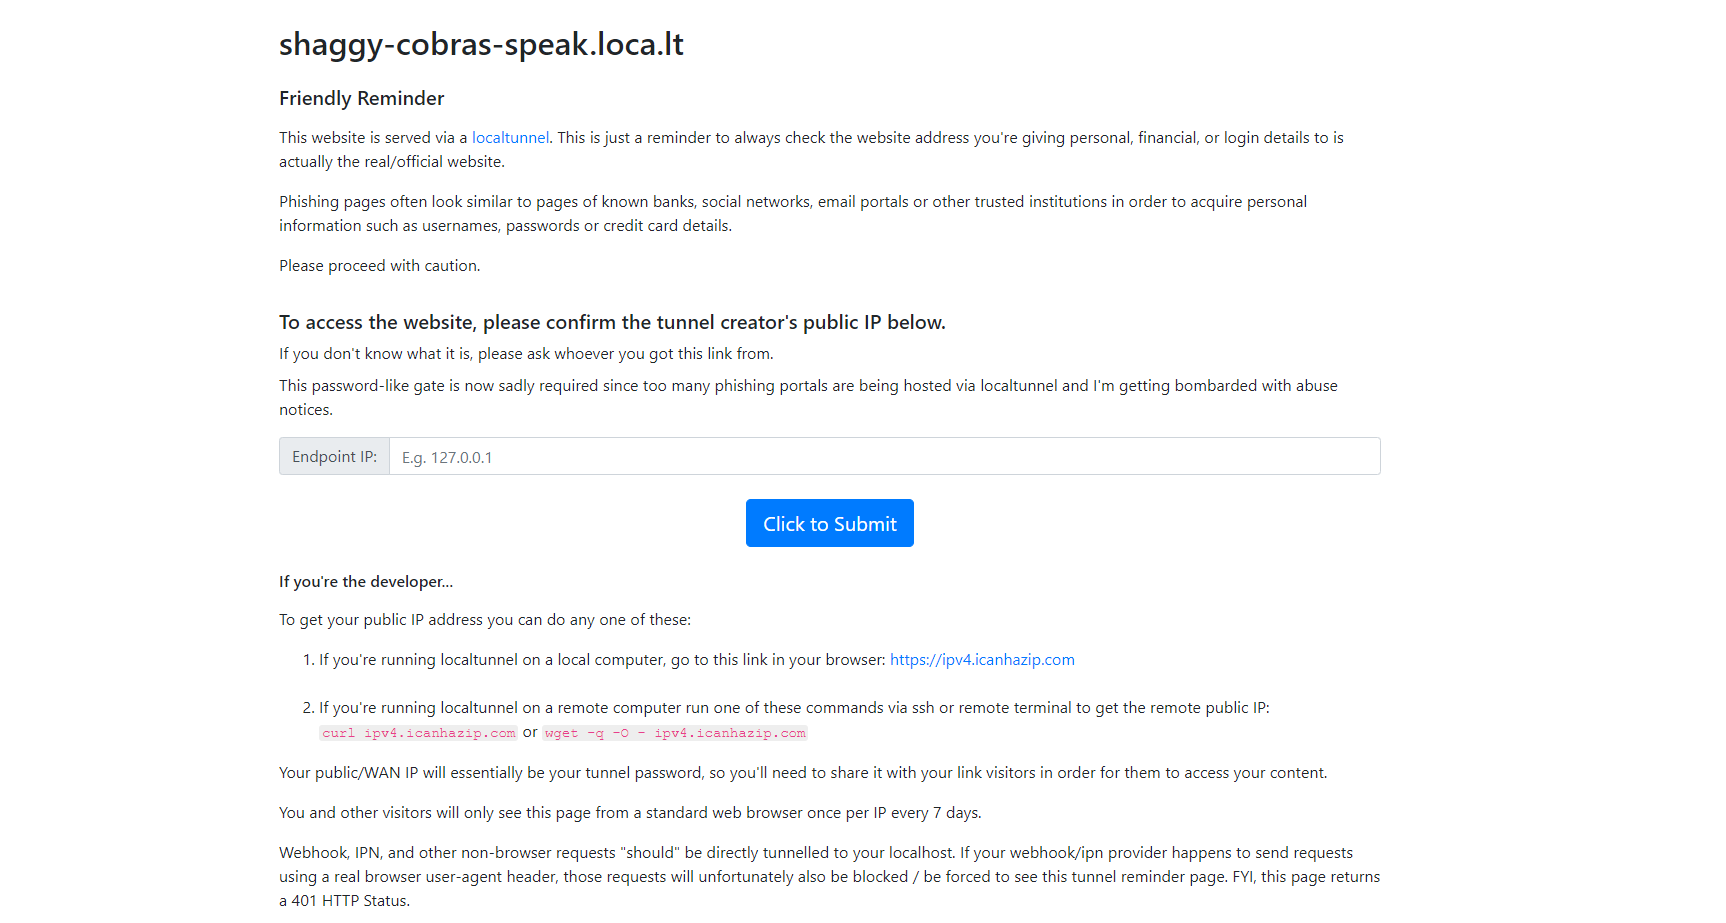 shaggy-cobras-speak.loca.lt
Friendly Reminder
This website is served via a localtunnel. This is just a reminder to always check the website address you're giving personal, financial, or login details to is
actually the real/official website.
Phishing pages often look similar to pages of known banks, social networks, email portals or other trusted institutions in order to acquire personal
information such as usernames, passwords or credit card details.
Please proceed with caution.
To access the website, please confirm the tunnel creator's public IP below.
If you don't know what it is, please ask whoever you got this link from.
This password-like gate is now sadly required since too many phishing portals are being hosted via localtunnel and I'm getting bombarded with abuse
notices.
Endpoint IP: E.g. 127.0.0.1
Click to Submit
If you're the developer...
To get your public IP address you can do any one of these:
1. If you're running localtunnel on a local computer, go to this link in your browser: https://ipv4.icanhazip.com
2. If you're running localtunnel on a remote computer run one of these commands via ssh or remote terminal to get the remote public IP:
curl ipv4.icanhazip.com or wget -q -O - ipv4.icanhazip.com
Your public/WAN IP will essentially be your tunnel password, so you'll need to share it with your link visitors in order for them to access your content.
You and other visitors will only see this page from a standard web browser once per IP every 7 days.
Webhook, IPN, and other non-browser requests "should" be directly tunnelled to your localhost. If your webhook/ipn provider happens to send requests
using a real browser user-agent header, those requests will unfortunately also be blocked / be forced to see this tunnel reminder page. FYI, this page returns
a 401 HTTP Status.